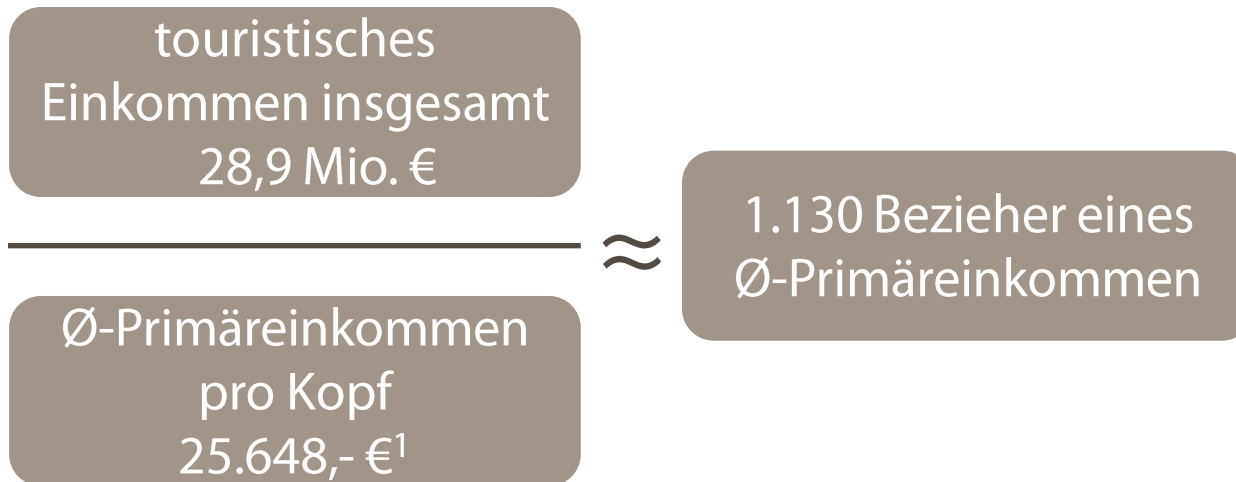 touristisches
Einkommen insgesamt
28,9 Mio. €
Ø-Primäreinkommen
pro Kopf
25.648,- €¹
≈
1.130 Bezieher eines
Ø-Primäreinkommen